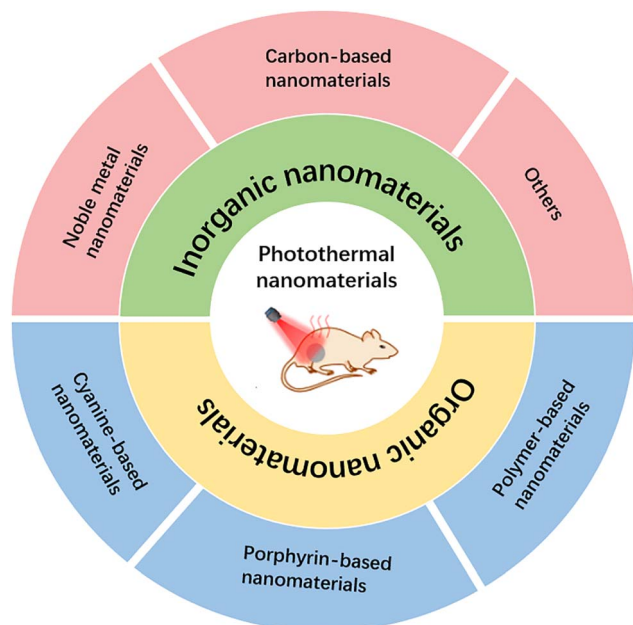 Carbon-based
nanomaterials
Noble metal
nanomaterials
Others
Inorganic nanomaterials
Photothermal
nanomaterials
Organic nanomaterials
Cyanine-based
nanomaterials
Polymer-based
nanomaterials
Porphyrin-based
nanomaterials